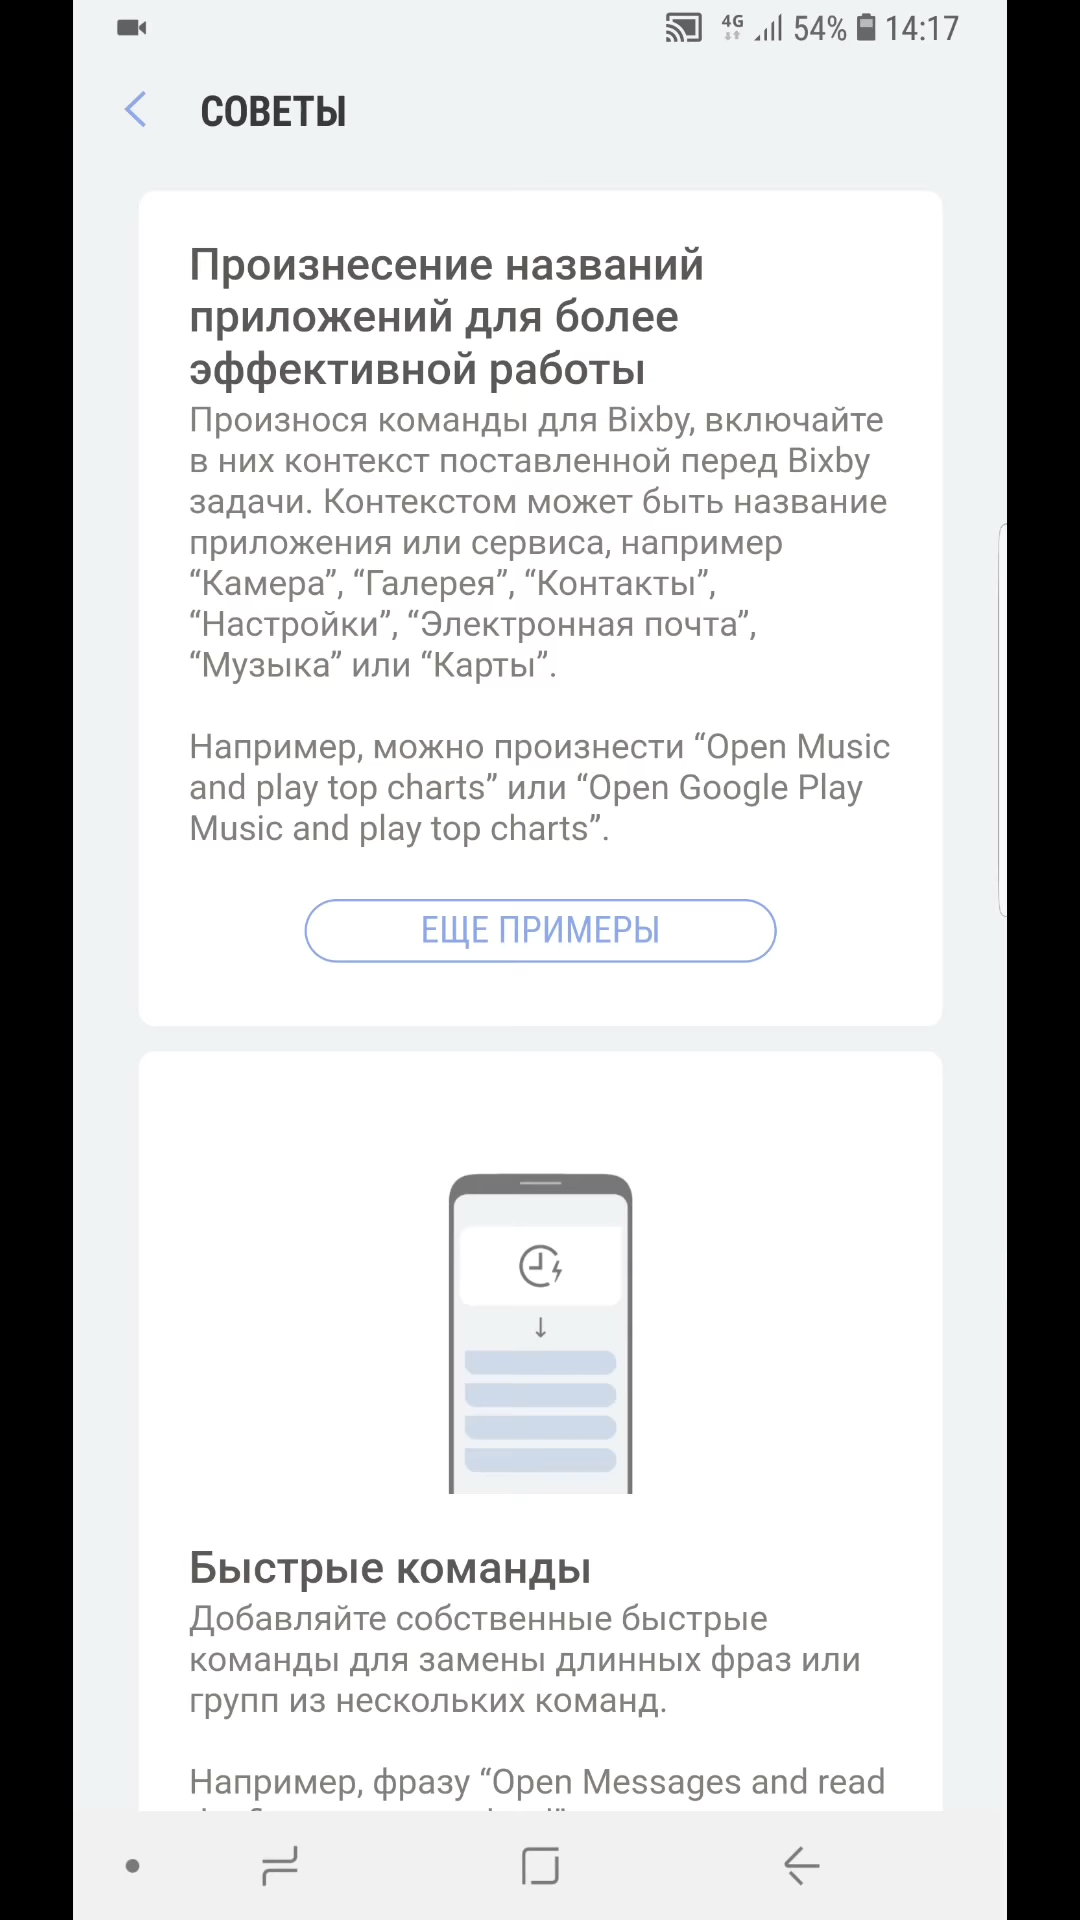 4G 54% 14:17
СОВЕТЫ
Произнесение названий
приложений для более
эффективной работы
Произнося команды для Bixby, включайте
в них контекст поставленной перед Bixby
задачи. Контекстом может быть название
приложения или сервиса, например
“Камера”, “Галерея”, “Контакты”,
“Настройки”, “Электронная почта”,
“Музыка” или “Карты”.
Например, можно произнести “Open Music
and play top charts” или “Open Google Play
Music and play top charts”.
ЕЩЕ ПРИМЕРЫ
Быстрые команды
Добавляйте собственные быстрые
команды для замены длинных фраз или
групп из нескольких команд.
Например, фразу “Open Messages and read